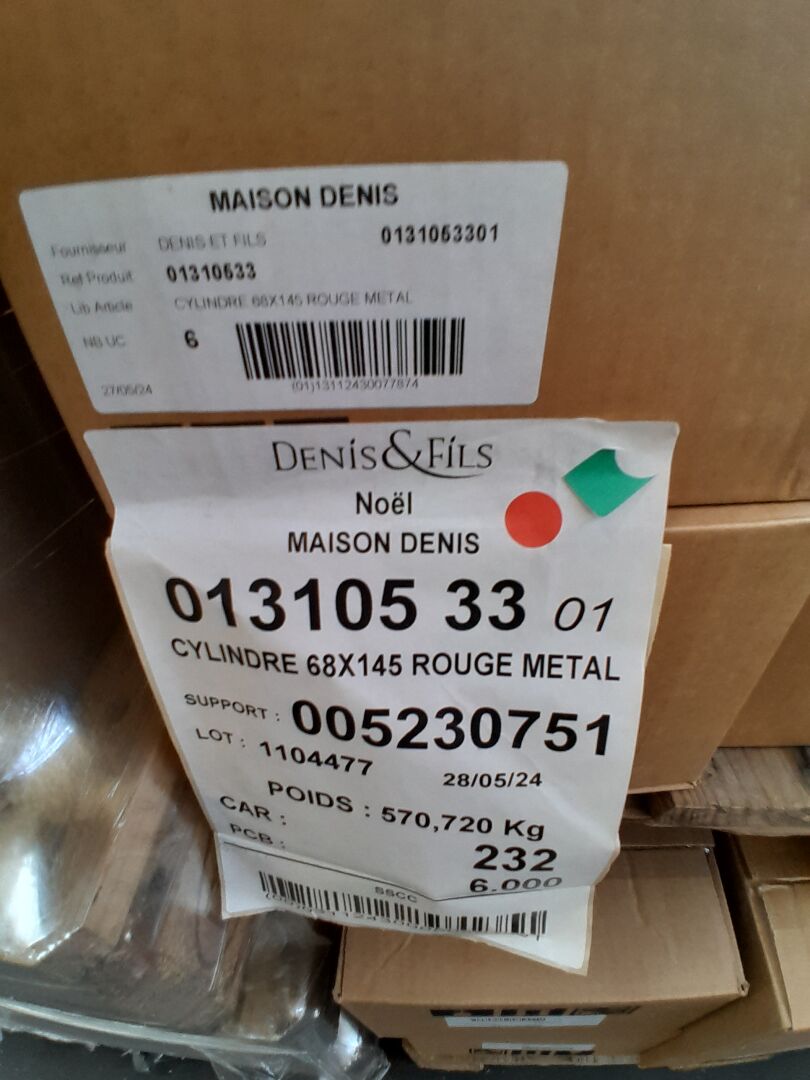 MAISON DENIS
Fournisseur DENIS ET FILS 0131053301
Ref Produit 01310533
Lib Article CYLINDRE 68X145 ROUGE METAL
NB UC 6
27/05/24 (01)13112430077874
DENIS&FILS
Noël
MAISON DENIS
013105 33 01
CYLINDRE 68X145 ROUGE METAL
SUPPORT : 005230751
LOT : 1104477 28/05/24
POIDS : 570,720 Kg
CAR : 232
PCB : 6.000
SSCC